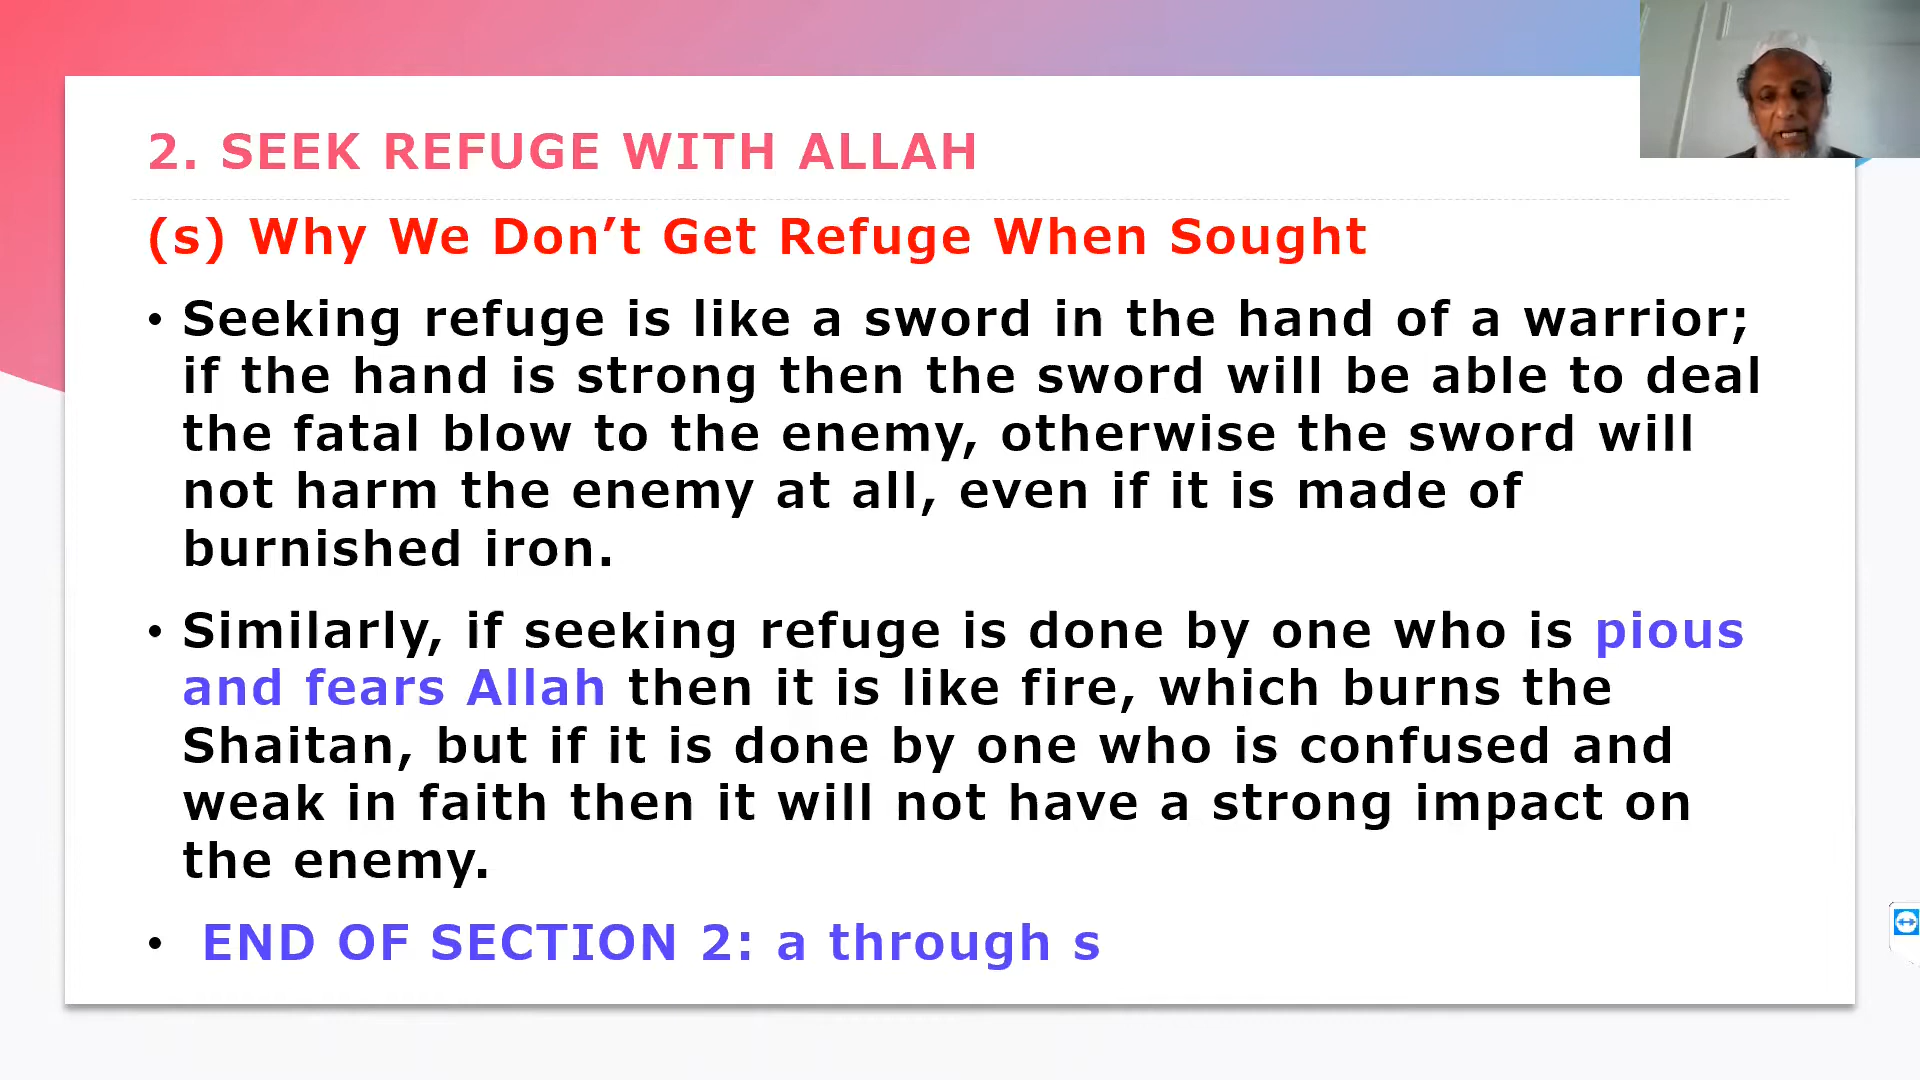 2. SEEK REFUGE WITH ALLAH
(s) Why We Don’t Get Refuge When Sought
• Seeking refuge is like a sword in the hand of a warrior;
if the hand is strong then the sword will be able to deal
the fatal blow to the enemy, otherwise the sword will
not harm the enemy at all, even if it is made of
burnished iron.
• Similarly, if seeking refuge is done by one who is pious
and fears Allah then it is like fire, which burns the
Shaitan, but if it is done by one who is confused and
weak in faith then it will not have a strong impact on
the enemy.
• END OF SECTION 2: a through s